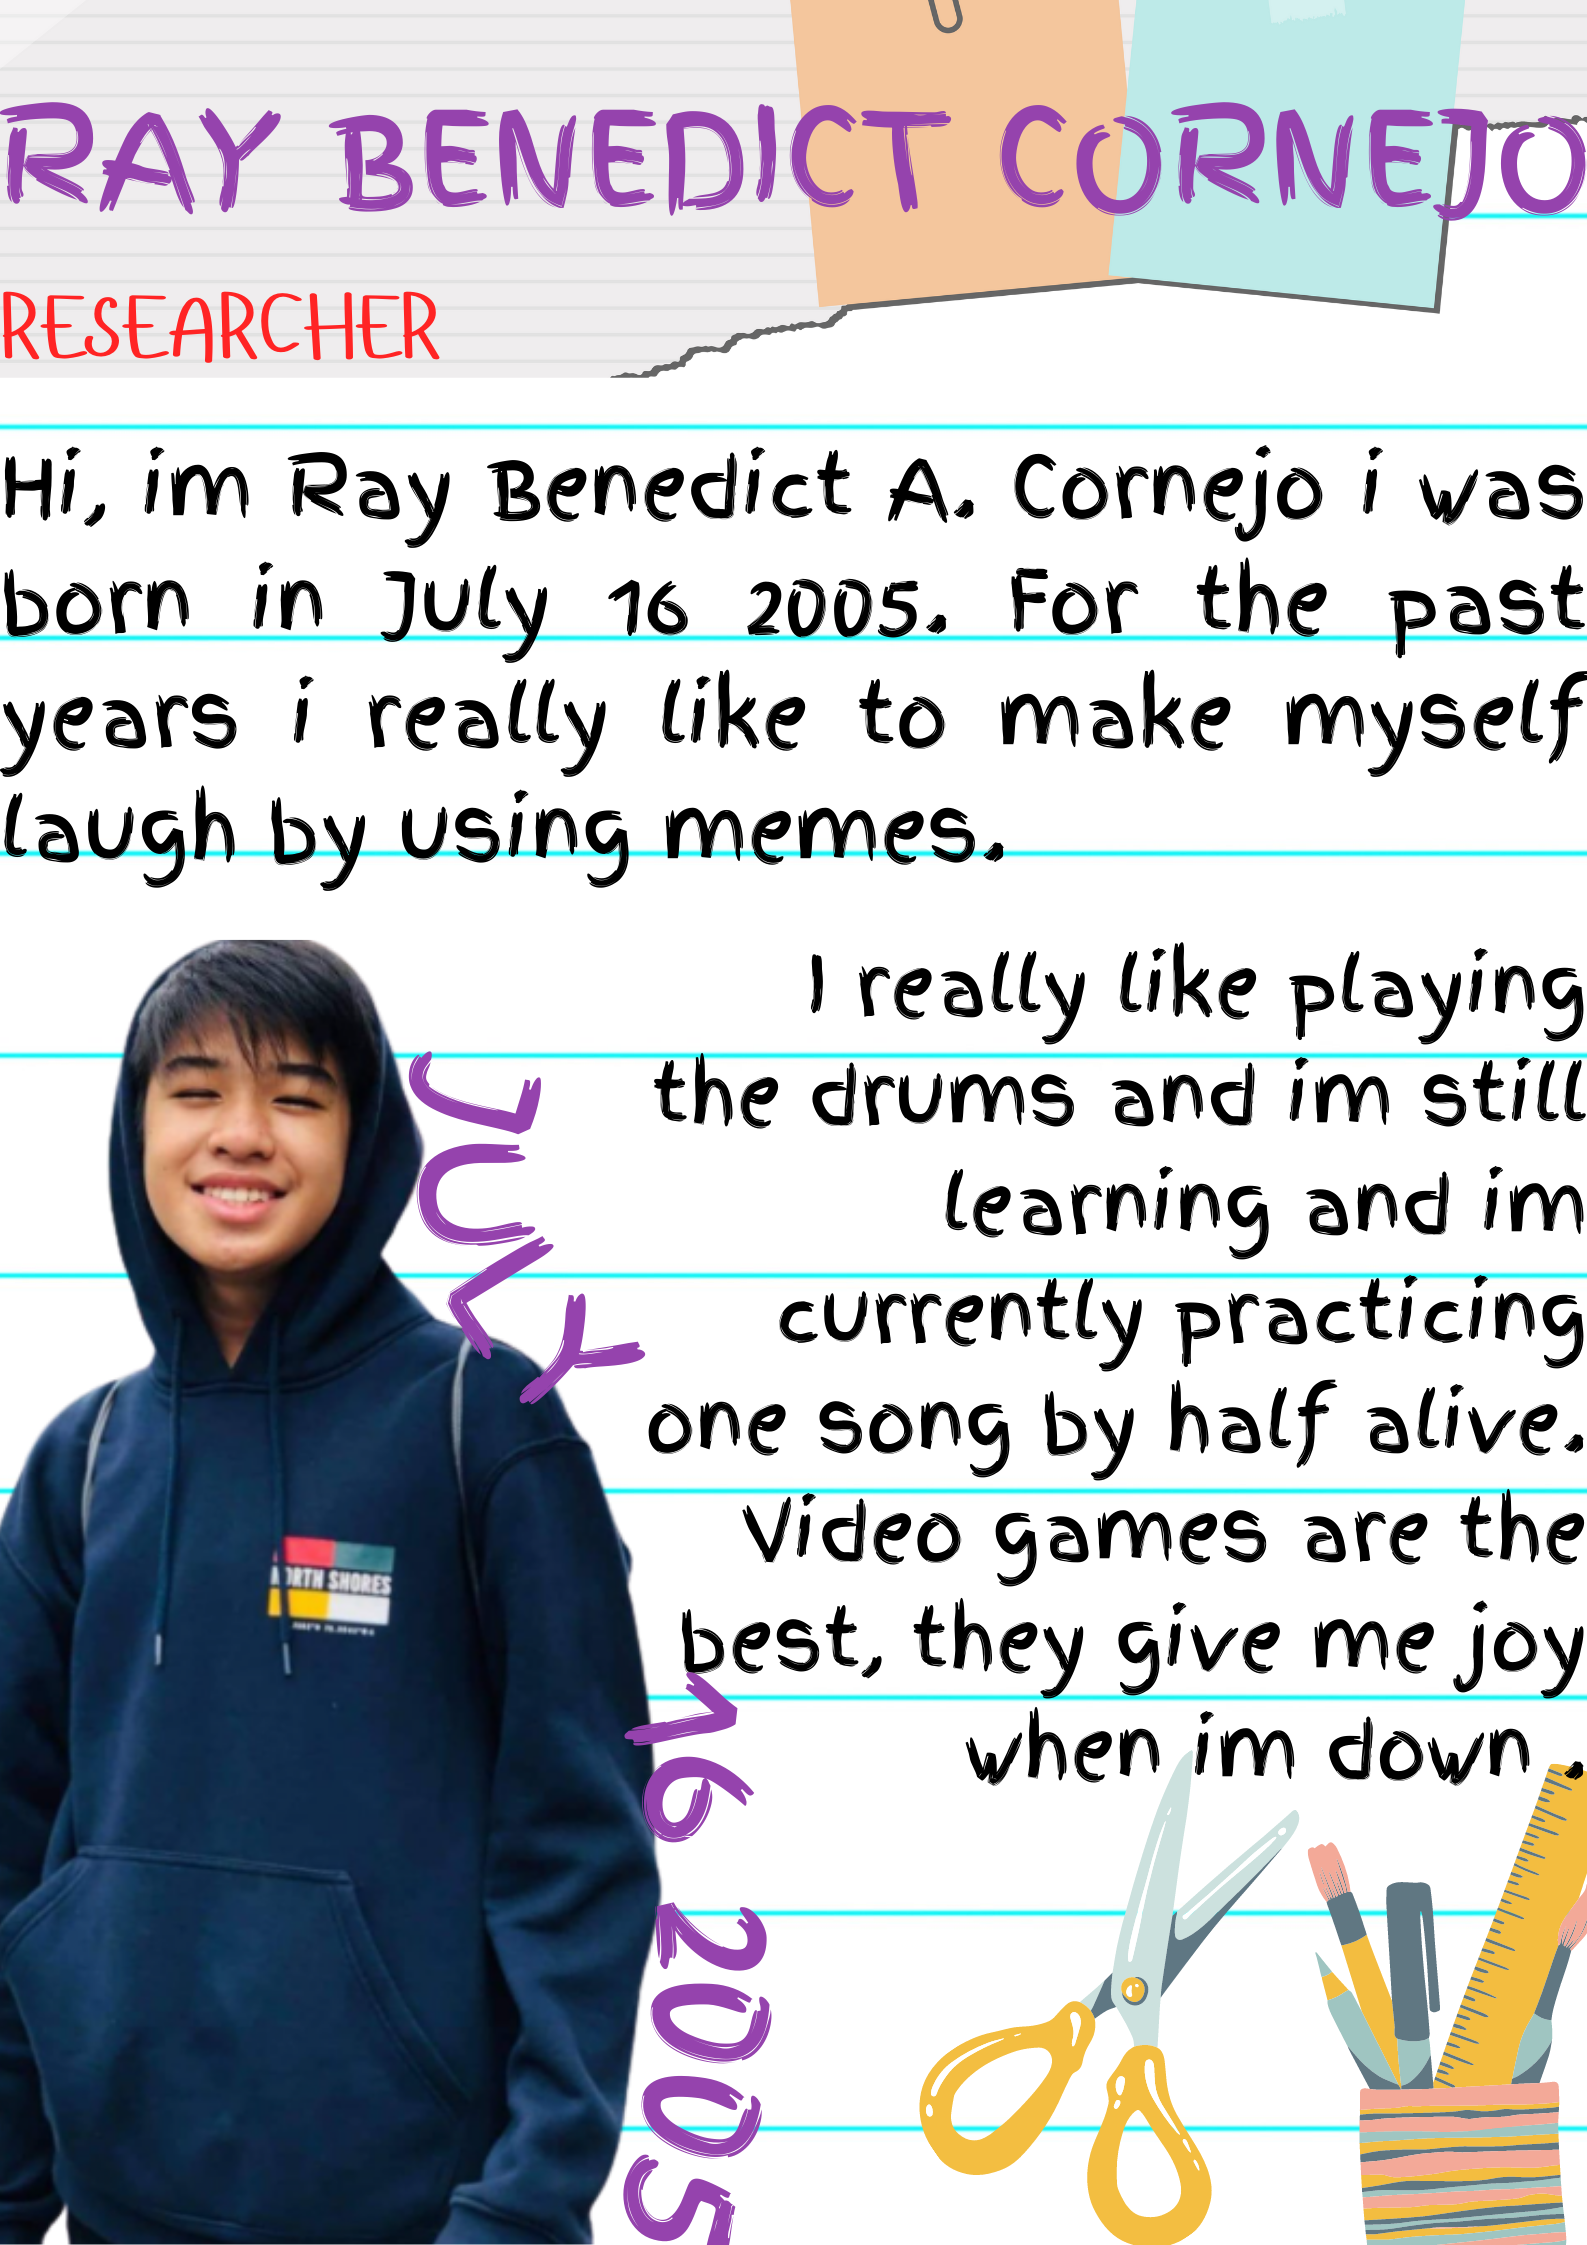 RAY BENEDICT CORNEJO
RESEARCHER
Hi, im Ray Benedict A. Cornejo i was
born in July 16 2005. For the past
years i really like to make myself
laugh by using memes.
I really like playing
the drums and im still
learning and im
currently practicing
one song by half alive.
Video games are the
best, they give me joy
when im down .
JULY 16 2005
NORTH SHORES